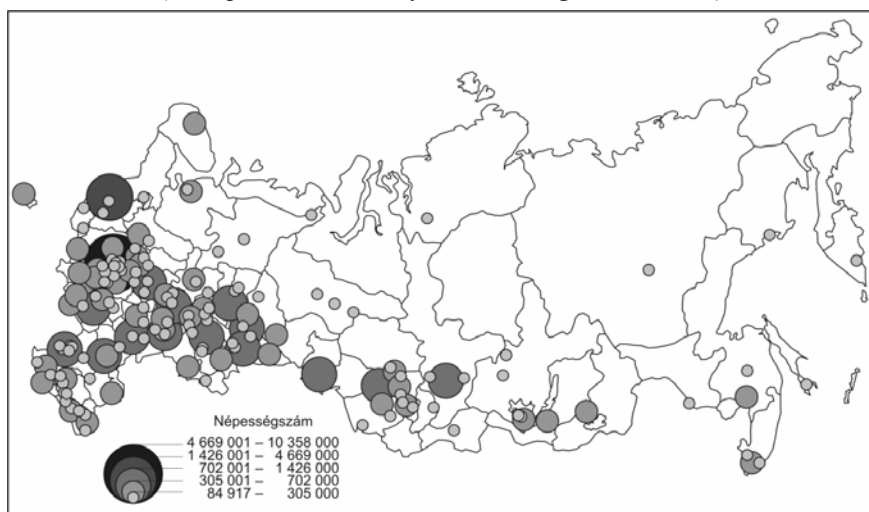 Népességszám
4 669 001 – 10 358 000
1 426 001 – 4 669 000
702 001 – 1 426 000
305 001 – 702 000
84 917 – 305 000